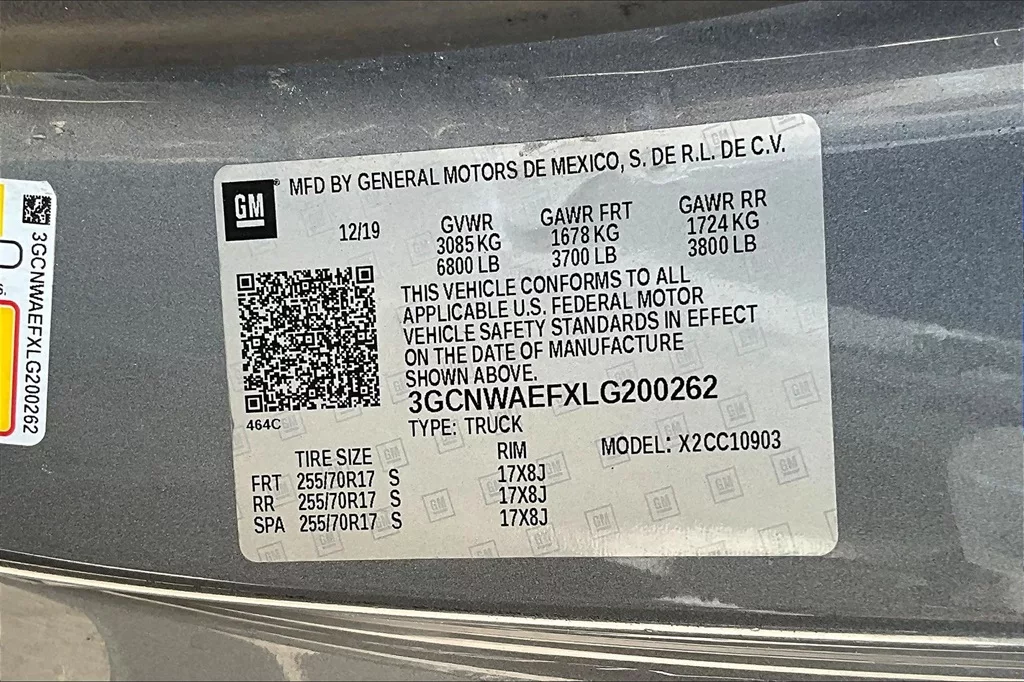 GM
MFD BY GENERAL MOTORS DE MEXICO, S. DE R.L. DE C.V.
12/19
GVWR
3085 KG
6800 LB
GAWR FRT
1678 KG
3700 LB
GAWR RR
1724 KG
3800 LB
THIS VEHICLE CONFORMS TO ALL
APPLICABLE U.S. FEDERAL MOTOR
VEHICLE SAFETY STANDARDS IN EFFECT
ON THE DATE OF MANUFACTURE
SHOWN ABOVE.
3GCNWAEFXLG200262
464C
TYPE: TRUCK
MODEL: X2CC10903
TIRE SIZE RIM
FRT 255/70R17 S 17X8J
RR 255/70R17 S 17X8J
SPA 255/70R17 S 17X8J
3GCNWAEFXLG200262